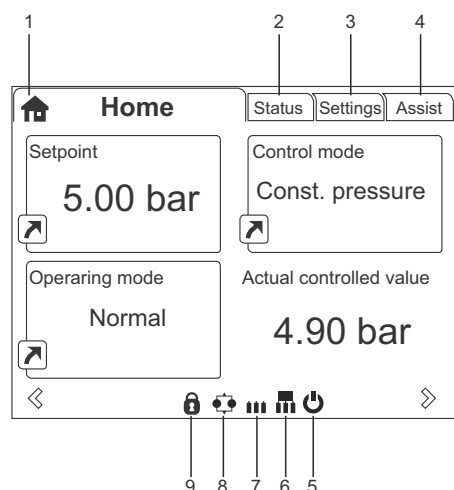 1 2 3 4
Home Status Settings Assist
Setpoint
5.00 bar
Control mode
Const. pressure
Operaring mode
Normal
Actual controlled value
4.90 bar
9 8 7 6 5